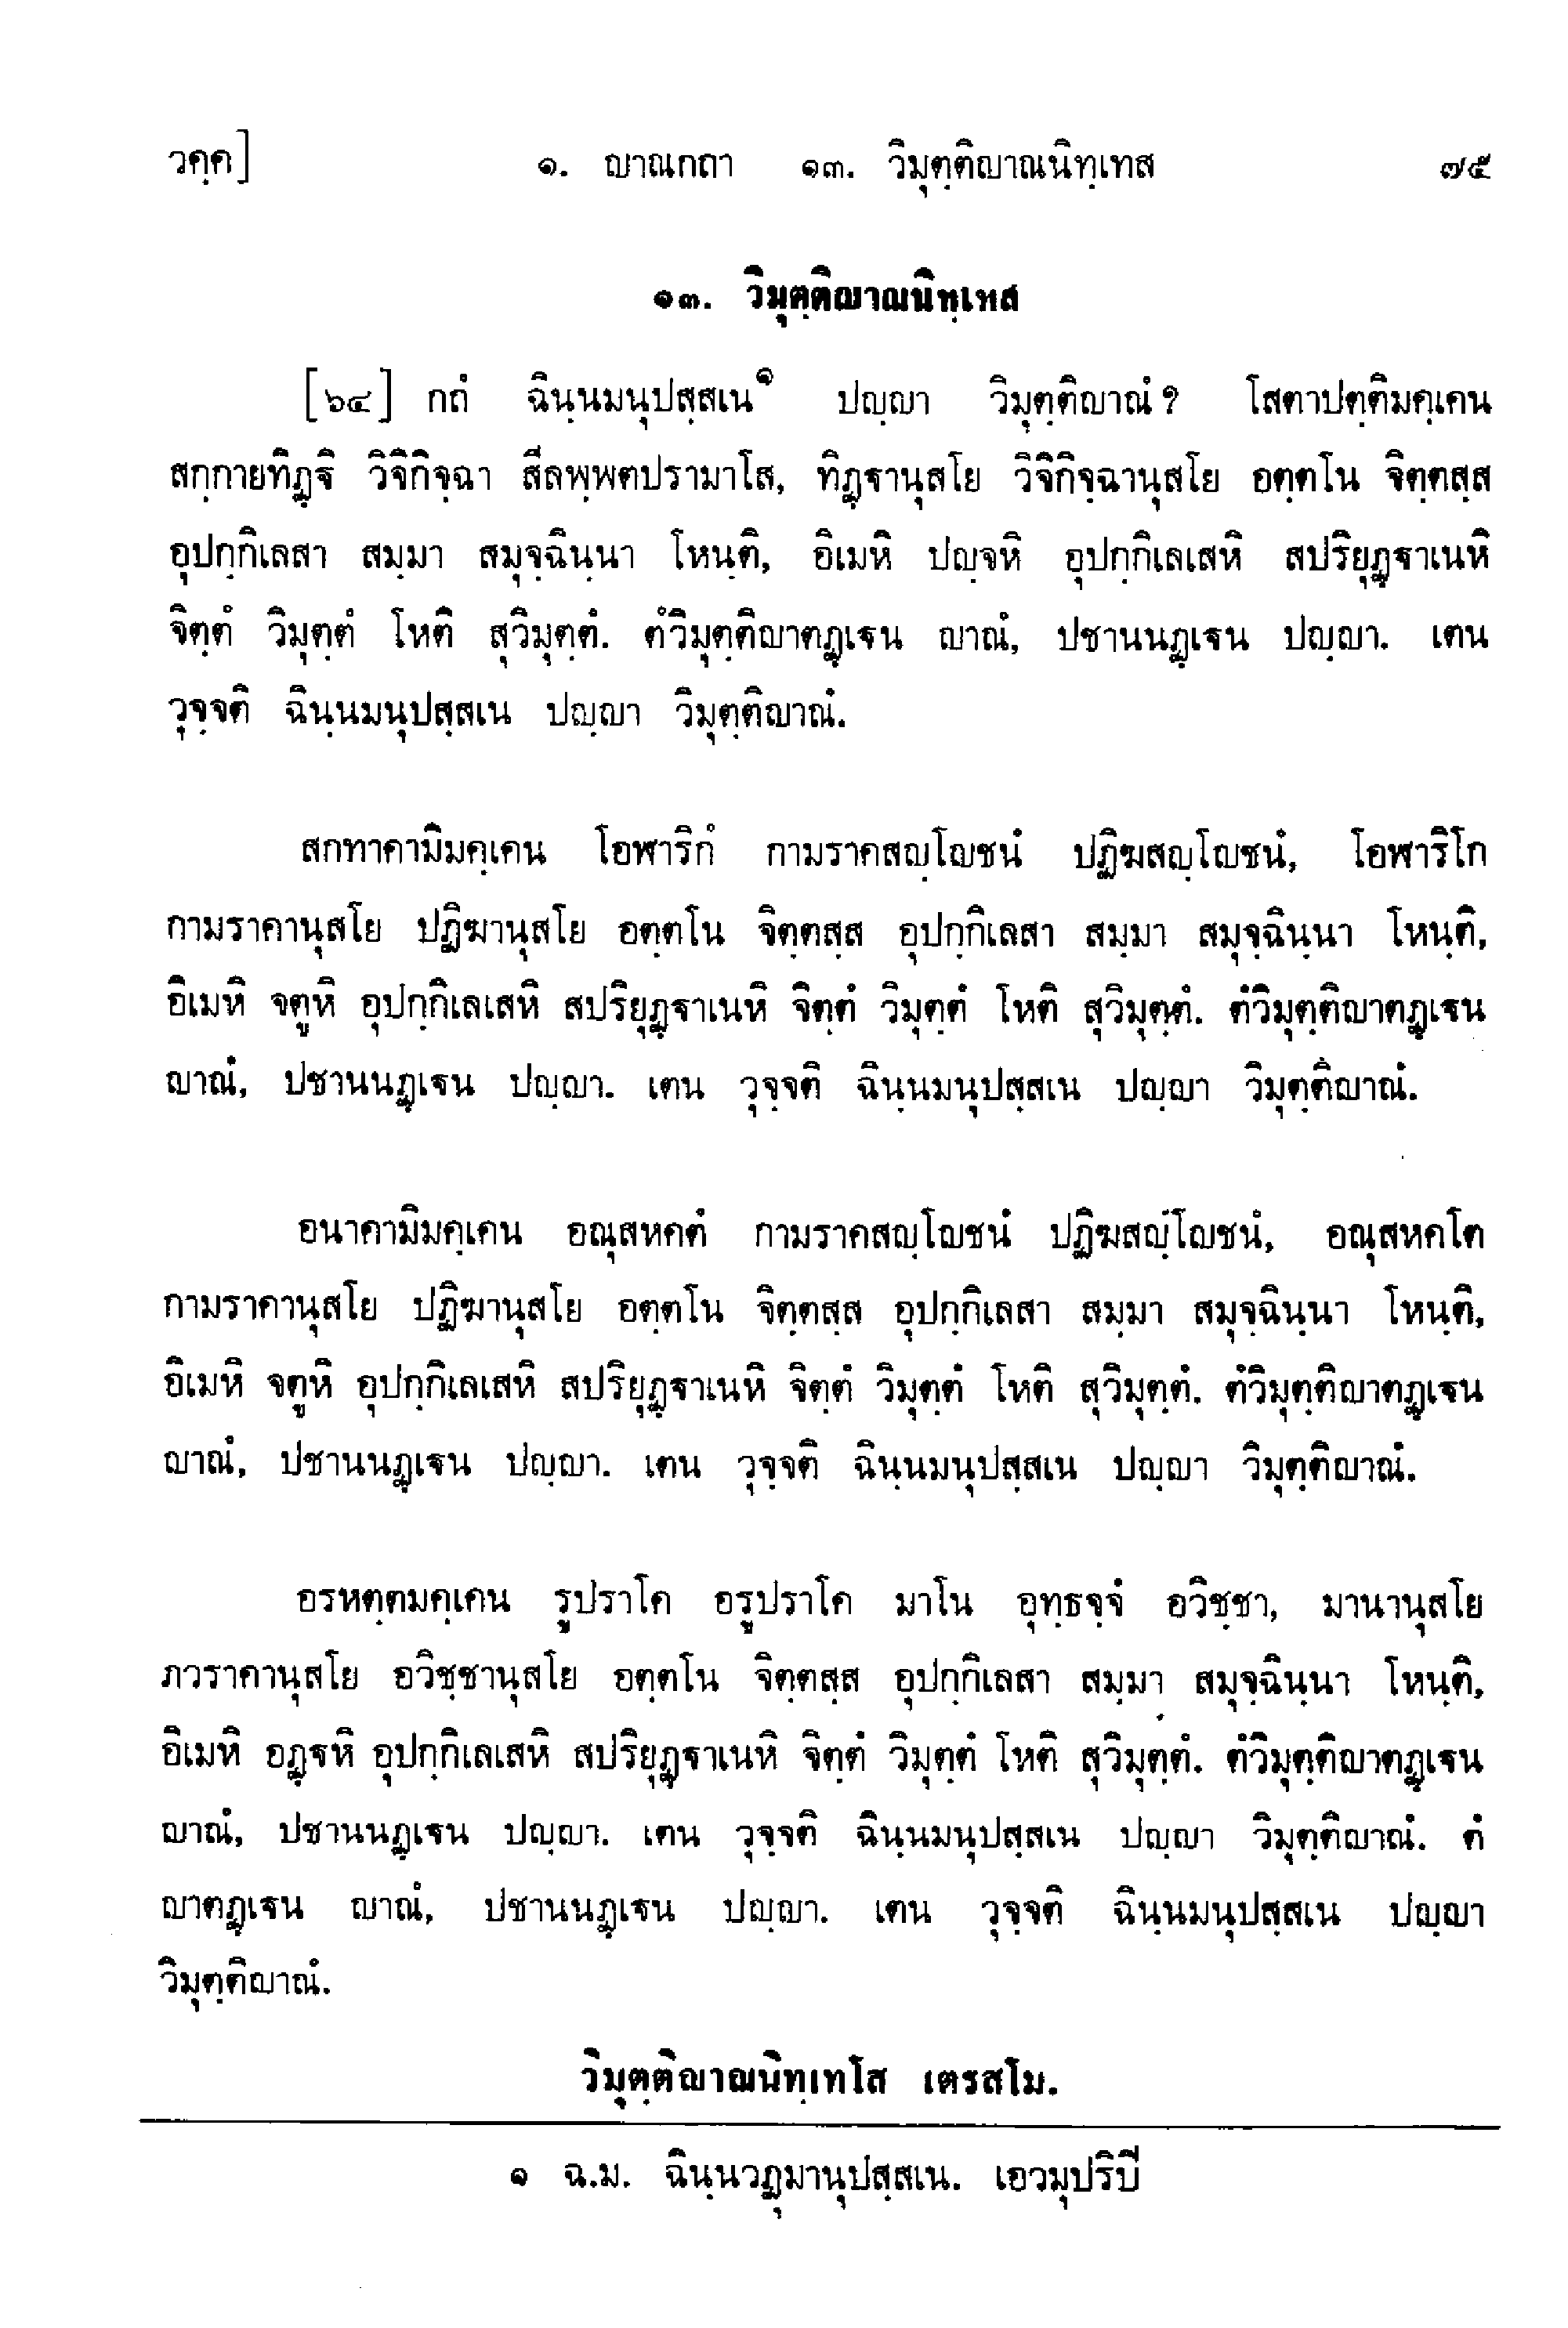 วคฺค]	๑. ญาณกถา ๑๓. วิมุตฺติญาณนิทฺเทส	๗๕
๑๓. วิมุตฺติญาณนิทฺเทส
[๖๔] กถํ ฉินฺนมนุปสฺสเน๑ ปญฺญา วิมุตฺติญาณํ? โสตาปตฺติมคฺเคน
สกฺกายทิฏฺฐิ วิจิกิจฺฉา สีลพฺพตปรามาโส, ทิฏฺฐานุสโย วิจิกิจฺฉานุสโย อตฺตโน จิตฺตสฺส
อุปกฺกิเลสา สมฺมา สมุจฺฉินฺนา โหนฺติ, อิเมหิ ปญฺจหิ อุปกฺกิเลเสหิ สปริยุฏฺฐาเนหิ
จิตฺตํ วิมุตฺตํ โหติ สุวิมุตฺตํ. ตํวิมุตฺติญาตฏฺเฐน ญาณํ, ปชานนฏฺเฐน ปญฺญา. เตน
วุจฺจติ ฉินฺนมนุปสฺสเน ปญฺญา วิมุตฺติญาณํ.
สกทาคามิมคฺเคน โอฬาริกํ กามราคสญฺโญชนํ ปฏิฆสญฺโญชนํ, โอฬาริโก
กามราคานุสโย ปฏิฆานุสโย อตฺตโน จิตฺตสฺส อุปกฺกิเลสา สมฺมา สมุจฺฉินฺนา โหนฺติ,
อิเมหิ จตูหิ อุปกฺกิเลเสหิ สปริยุฏฺฐาเนหิ จิตฺตํ วิมุตฺตํ โหติ สุวิมุตฺตํ. ตํวิมุตฺติญาตฏฺเฐน
ญาณํ, ปชานนฏฺเฐน ปญฺญา. เตน วุจฺจติ ฉินฺนมนุปสฺสเน ปญฺญา วิมุตฺติญาณํ.
อนาคามิมคฺเคน อณุสหคตํ กามราคสญฺโญชนํ ปฏิฆสญฺโญชนํ, อณุสหคโต
กามราคานุสโย ปฏิฆานุสโย อตฺตโน จิตฺตสฺส อุปกฺกิเลสา สมฺมา สมุจฺฉินฺนา โหนฺติ,
อิเมหิ จตูหิ อุปกฺกิเลเสหิ สปริยุฏฺฐาเนหิ จิตฺตํ วิมุตฺตํ โหติ สุวิมุตฺตํ. ตํวิมุตฺติญาตฏฺเฐน
ญาณํ, ปชานนฏฺเฐน ปญฺญา. เตน วุจฺจติ ฉินฺนมนุปสฺสเน ปญฺญา วิมุตฺติญาณํ.
อรหตฺตมคฺเคน รูปราโค อรูปราโค มาโน อุทฺธจฺจํ อวิชฺชา, มานานุสโย
ภวราคานุสโย อวิชฺชานุสโย อตฺตโน จิตฺตสฺส อุปกฺกิเลสา สมฺมา สมุจฺฉินฺนา โหนฺติ,
อิเมหิ อฏฺฐหิ อุปกฺกิเลเสหิ สปริยุฏฺฐาเนหิ จิตฺตํ วิมุตฺตํ โหติ สุวิมุตฺตํ. ตํวิมุตฺติญาตฏฺเฐน
ญาณํ, ปชานนฏฺเฐน ปญฺญา. เตน วุจฺจติ ฉินฺนมนุปสฺสเน ปญฺญา วิมุตฺติญาณํ. ตํ
ญาตฏฺเฐน ญาณํ, ปชานนฏฺเฐน ปญฺญา. เตน วุจฺจติ ฉินฺนมนุปสฺสเน ปญฺญา
วิมุตฺติญาณํ.
วิมุตฺติญาณนิทฺเทโส เตรสโม.
๑ ฉ.ม. ฉินฺนวฏุมานุปสฺสเน. เอวมุปริปิ